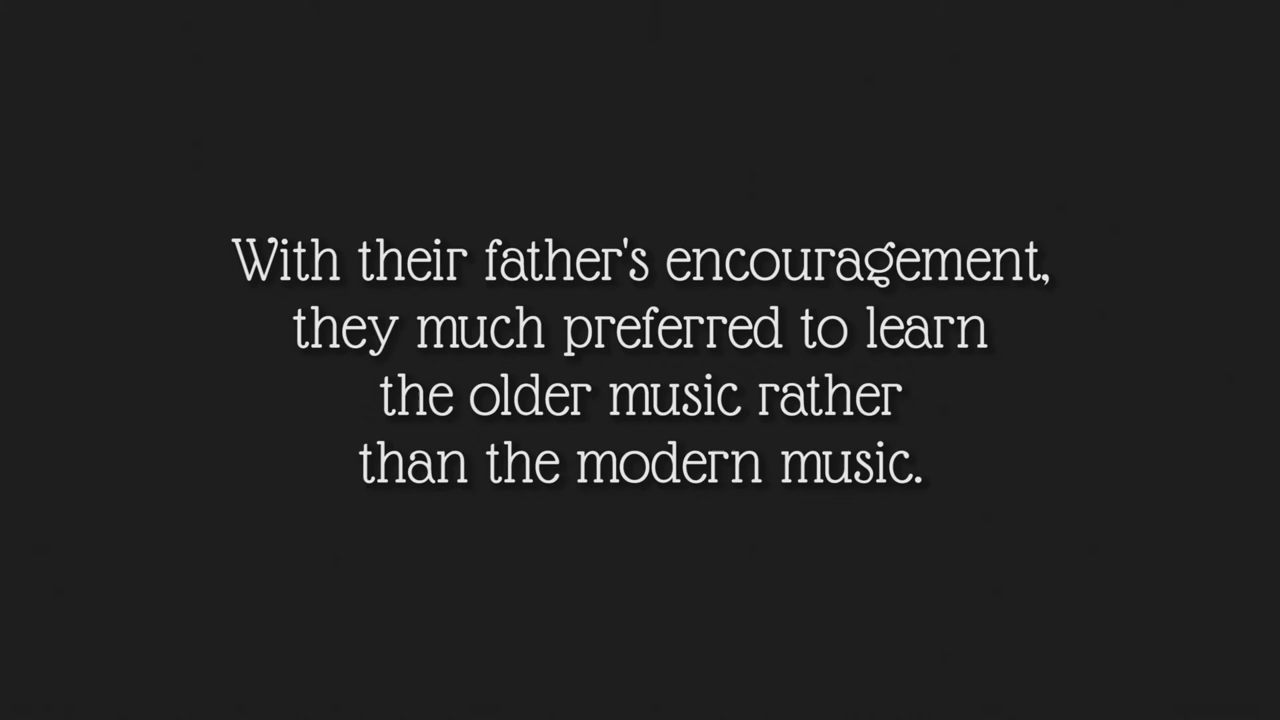 With their father's encouragement,
they much preferred to learn
the older music rather
than the modern music.